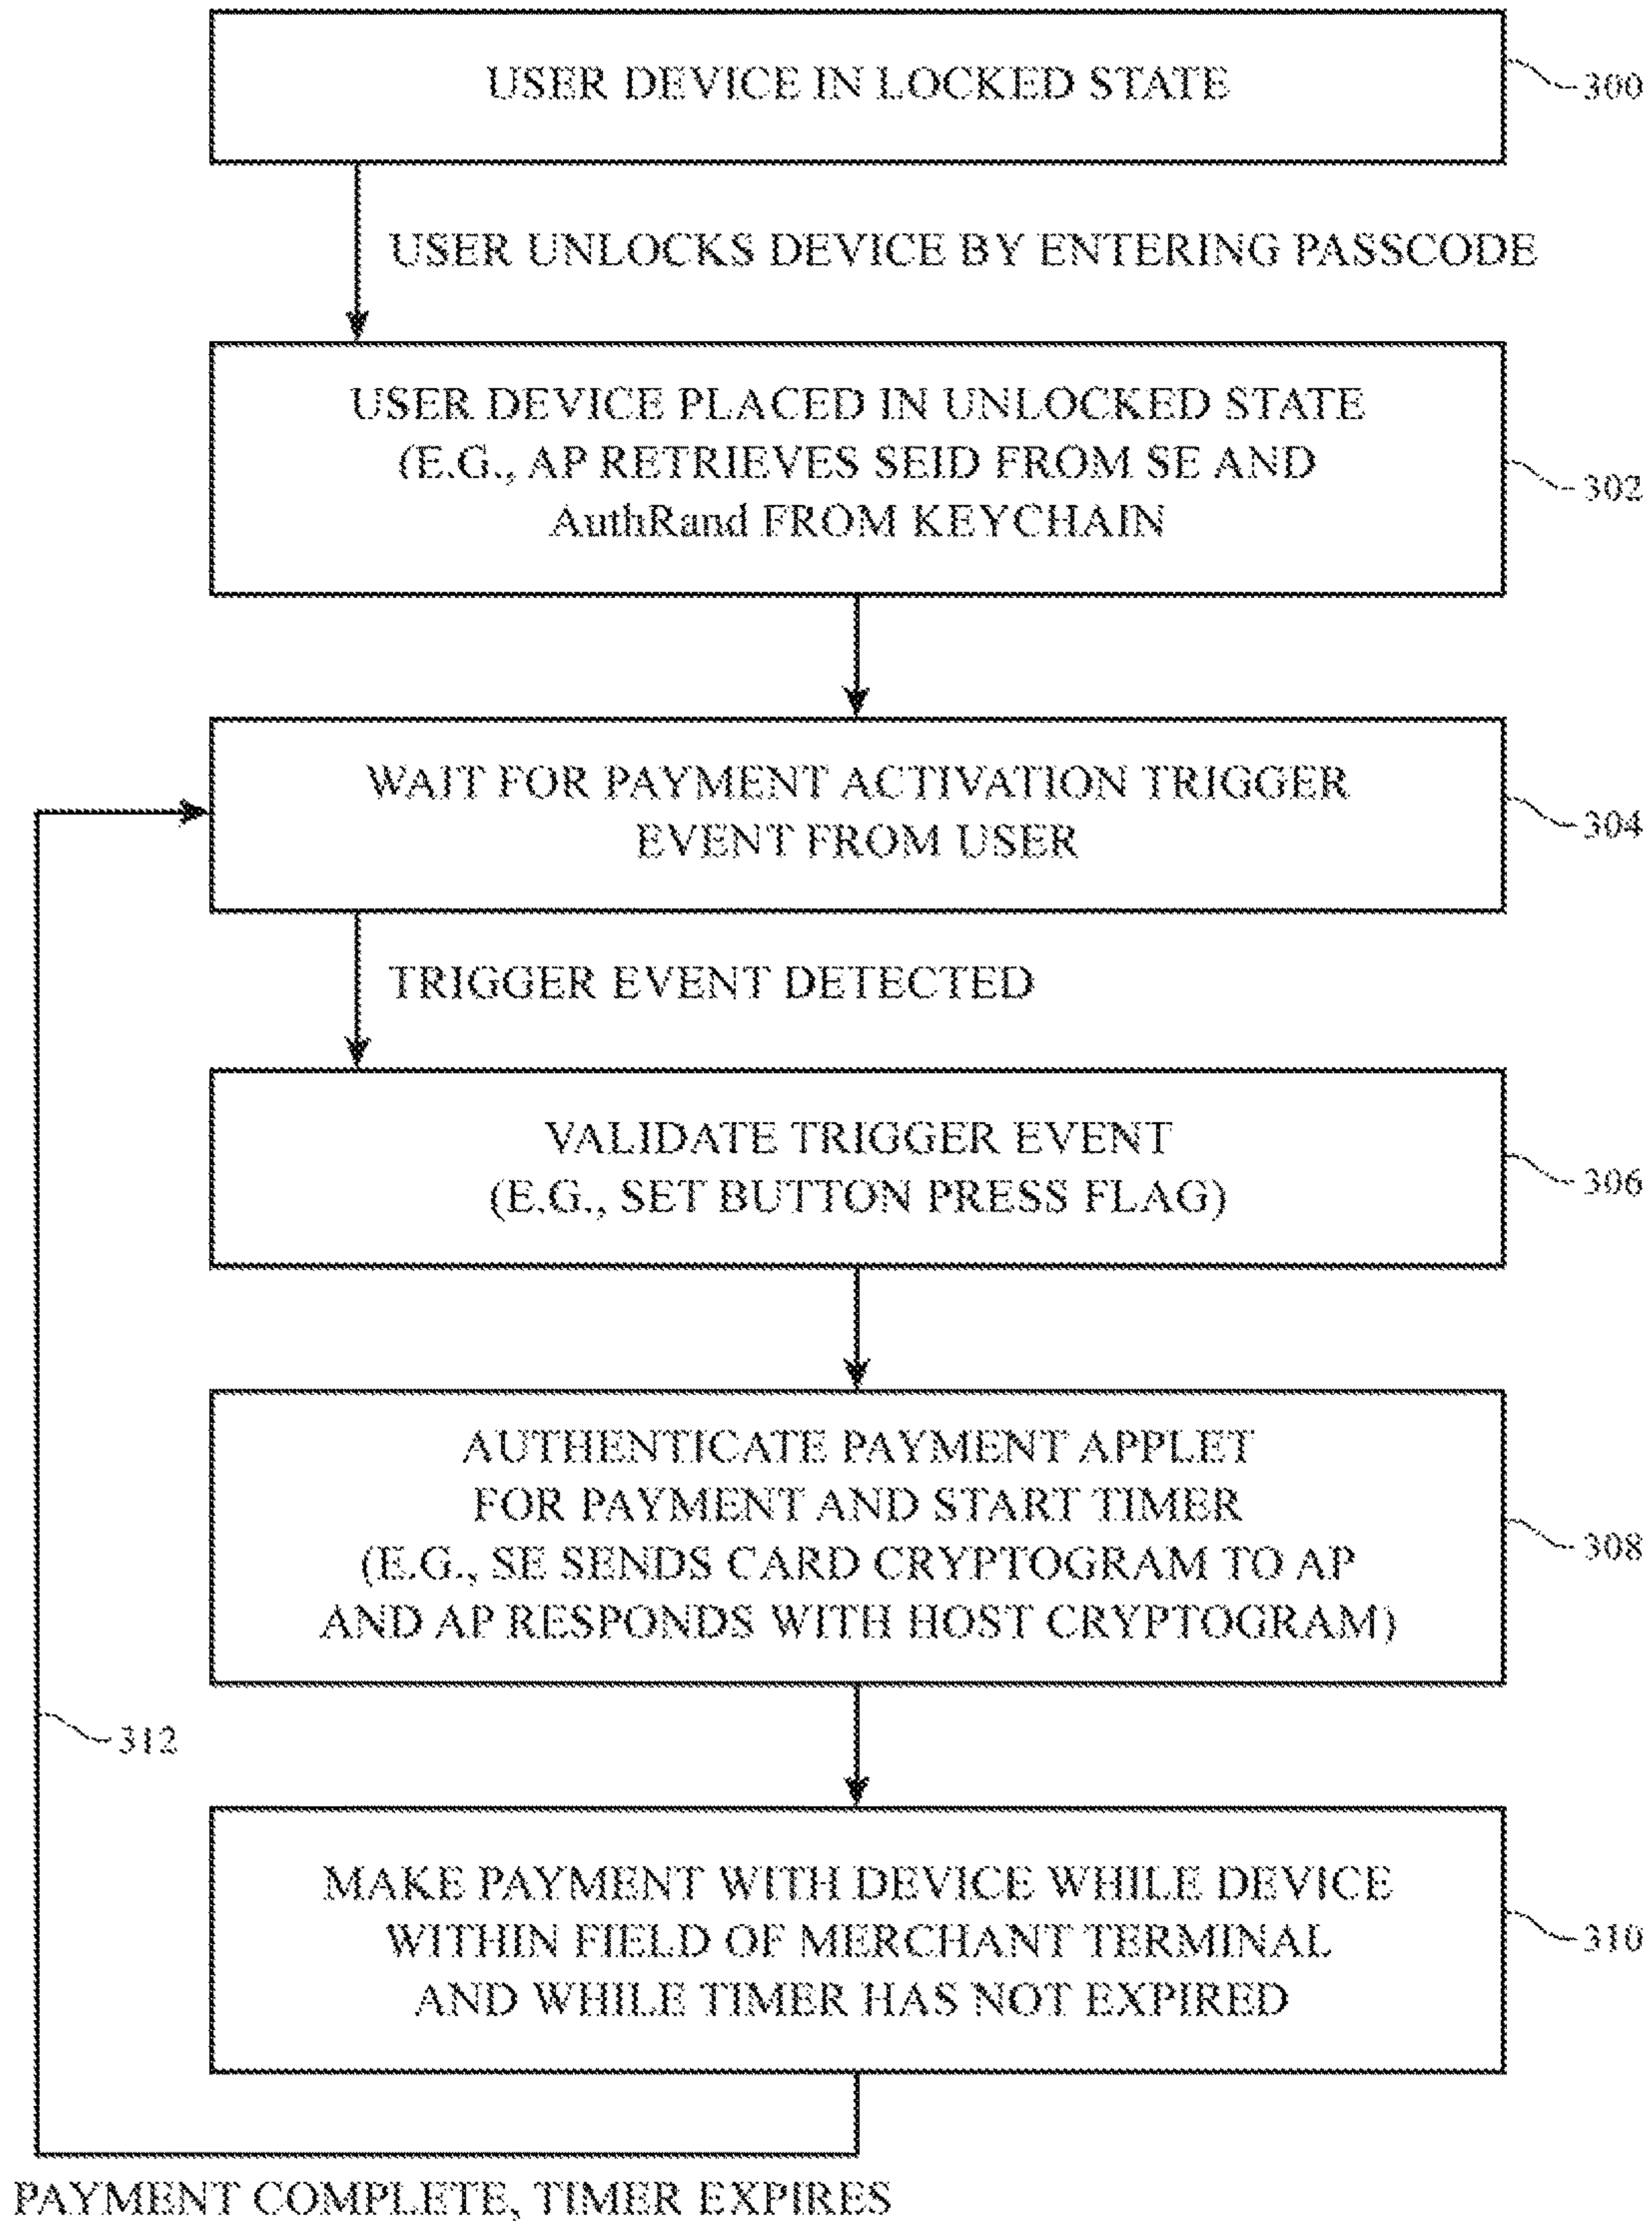 USER DEVICE IN LOCKED STATE
300
USER UNLOCKS DEVICE BY ENTERING PASSCODE
USER DEVICE PLACED IN UNLOCKED STATE
(E.G., AP RETRIEVES SEID FROM SE AND
AuthRand FROM KEYCHAIN
302
WAIT FOR PAYMENT ACTIVATION TRIGGER
EVENT FROM USER
304
TRIGGER EVENT DETECTED
VALIDATE TRIGGER EVENT
(E.G., SET BUTTON PRESS FLAG)
306
AUTHENTICATE PAYMENT APPLET
FOR PAYMENT AND START TIMER
(E.G., SE SENDS CARD CRYPTOGRAM TO AP
AND AP RESPONDS WITH HOST CRYPTOGRAM)
308
312
MAKE PAYMENT WITH DEVICE WHILE DEVICE
WITHIN FIELD OF MERCHANT TERMINAL
AND WHILE TIMER HAS NOT EXPIRED
310
PAYMENT COMPLETE, TIMER EXPIRES